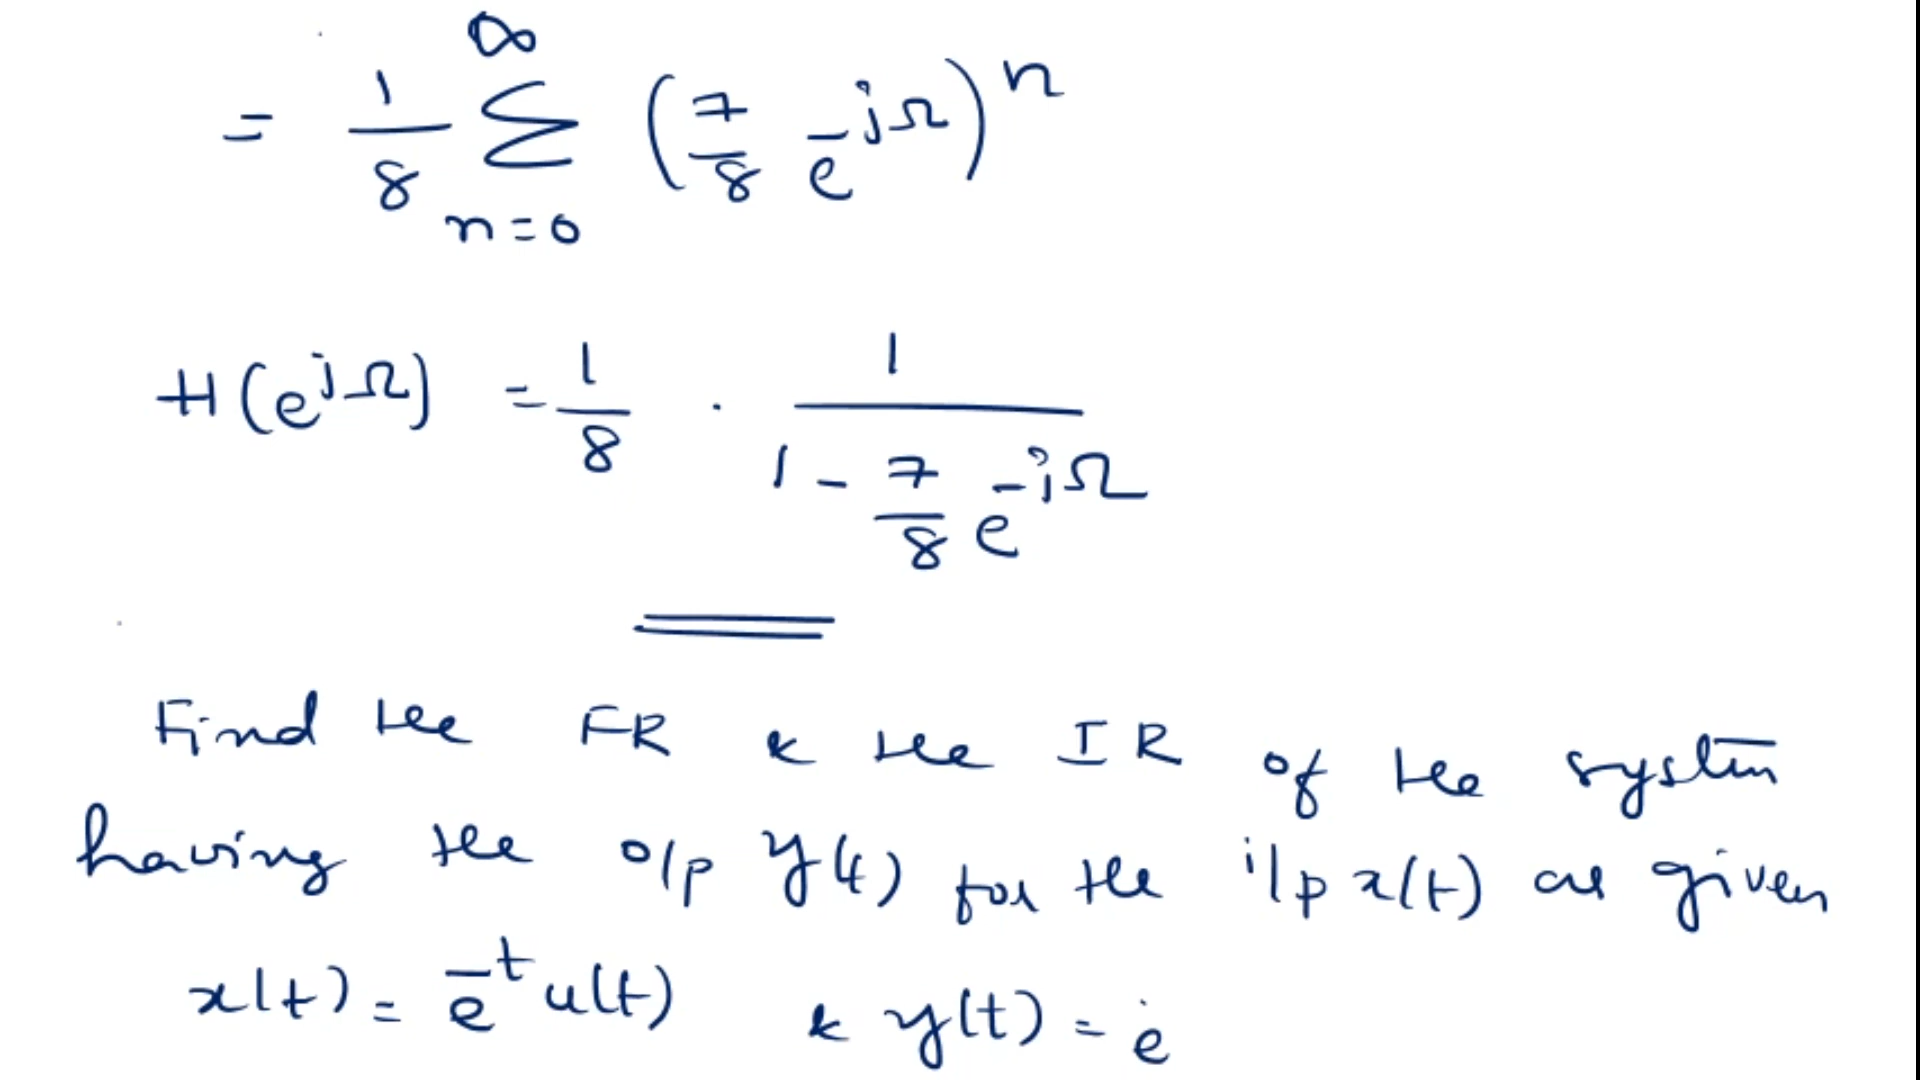 = 1/8 ∑_{n=0}^{∞} (7/8 e^{-jΩ})^n
H(e^{jΩ}) = 1/8 · 1/(1 - 7/8 e^{-jΩ})
Find the FR & the IR of the system
having the o/p y(t) for the i/p x(t) as given
x(t) = e^{-t} u(t) & y(t) = e